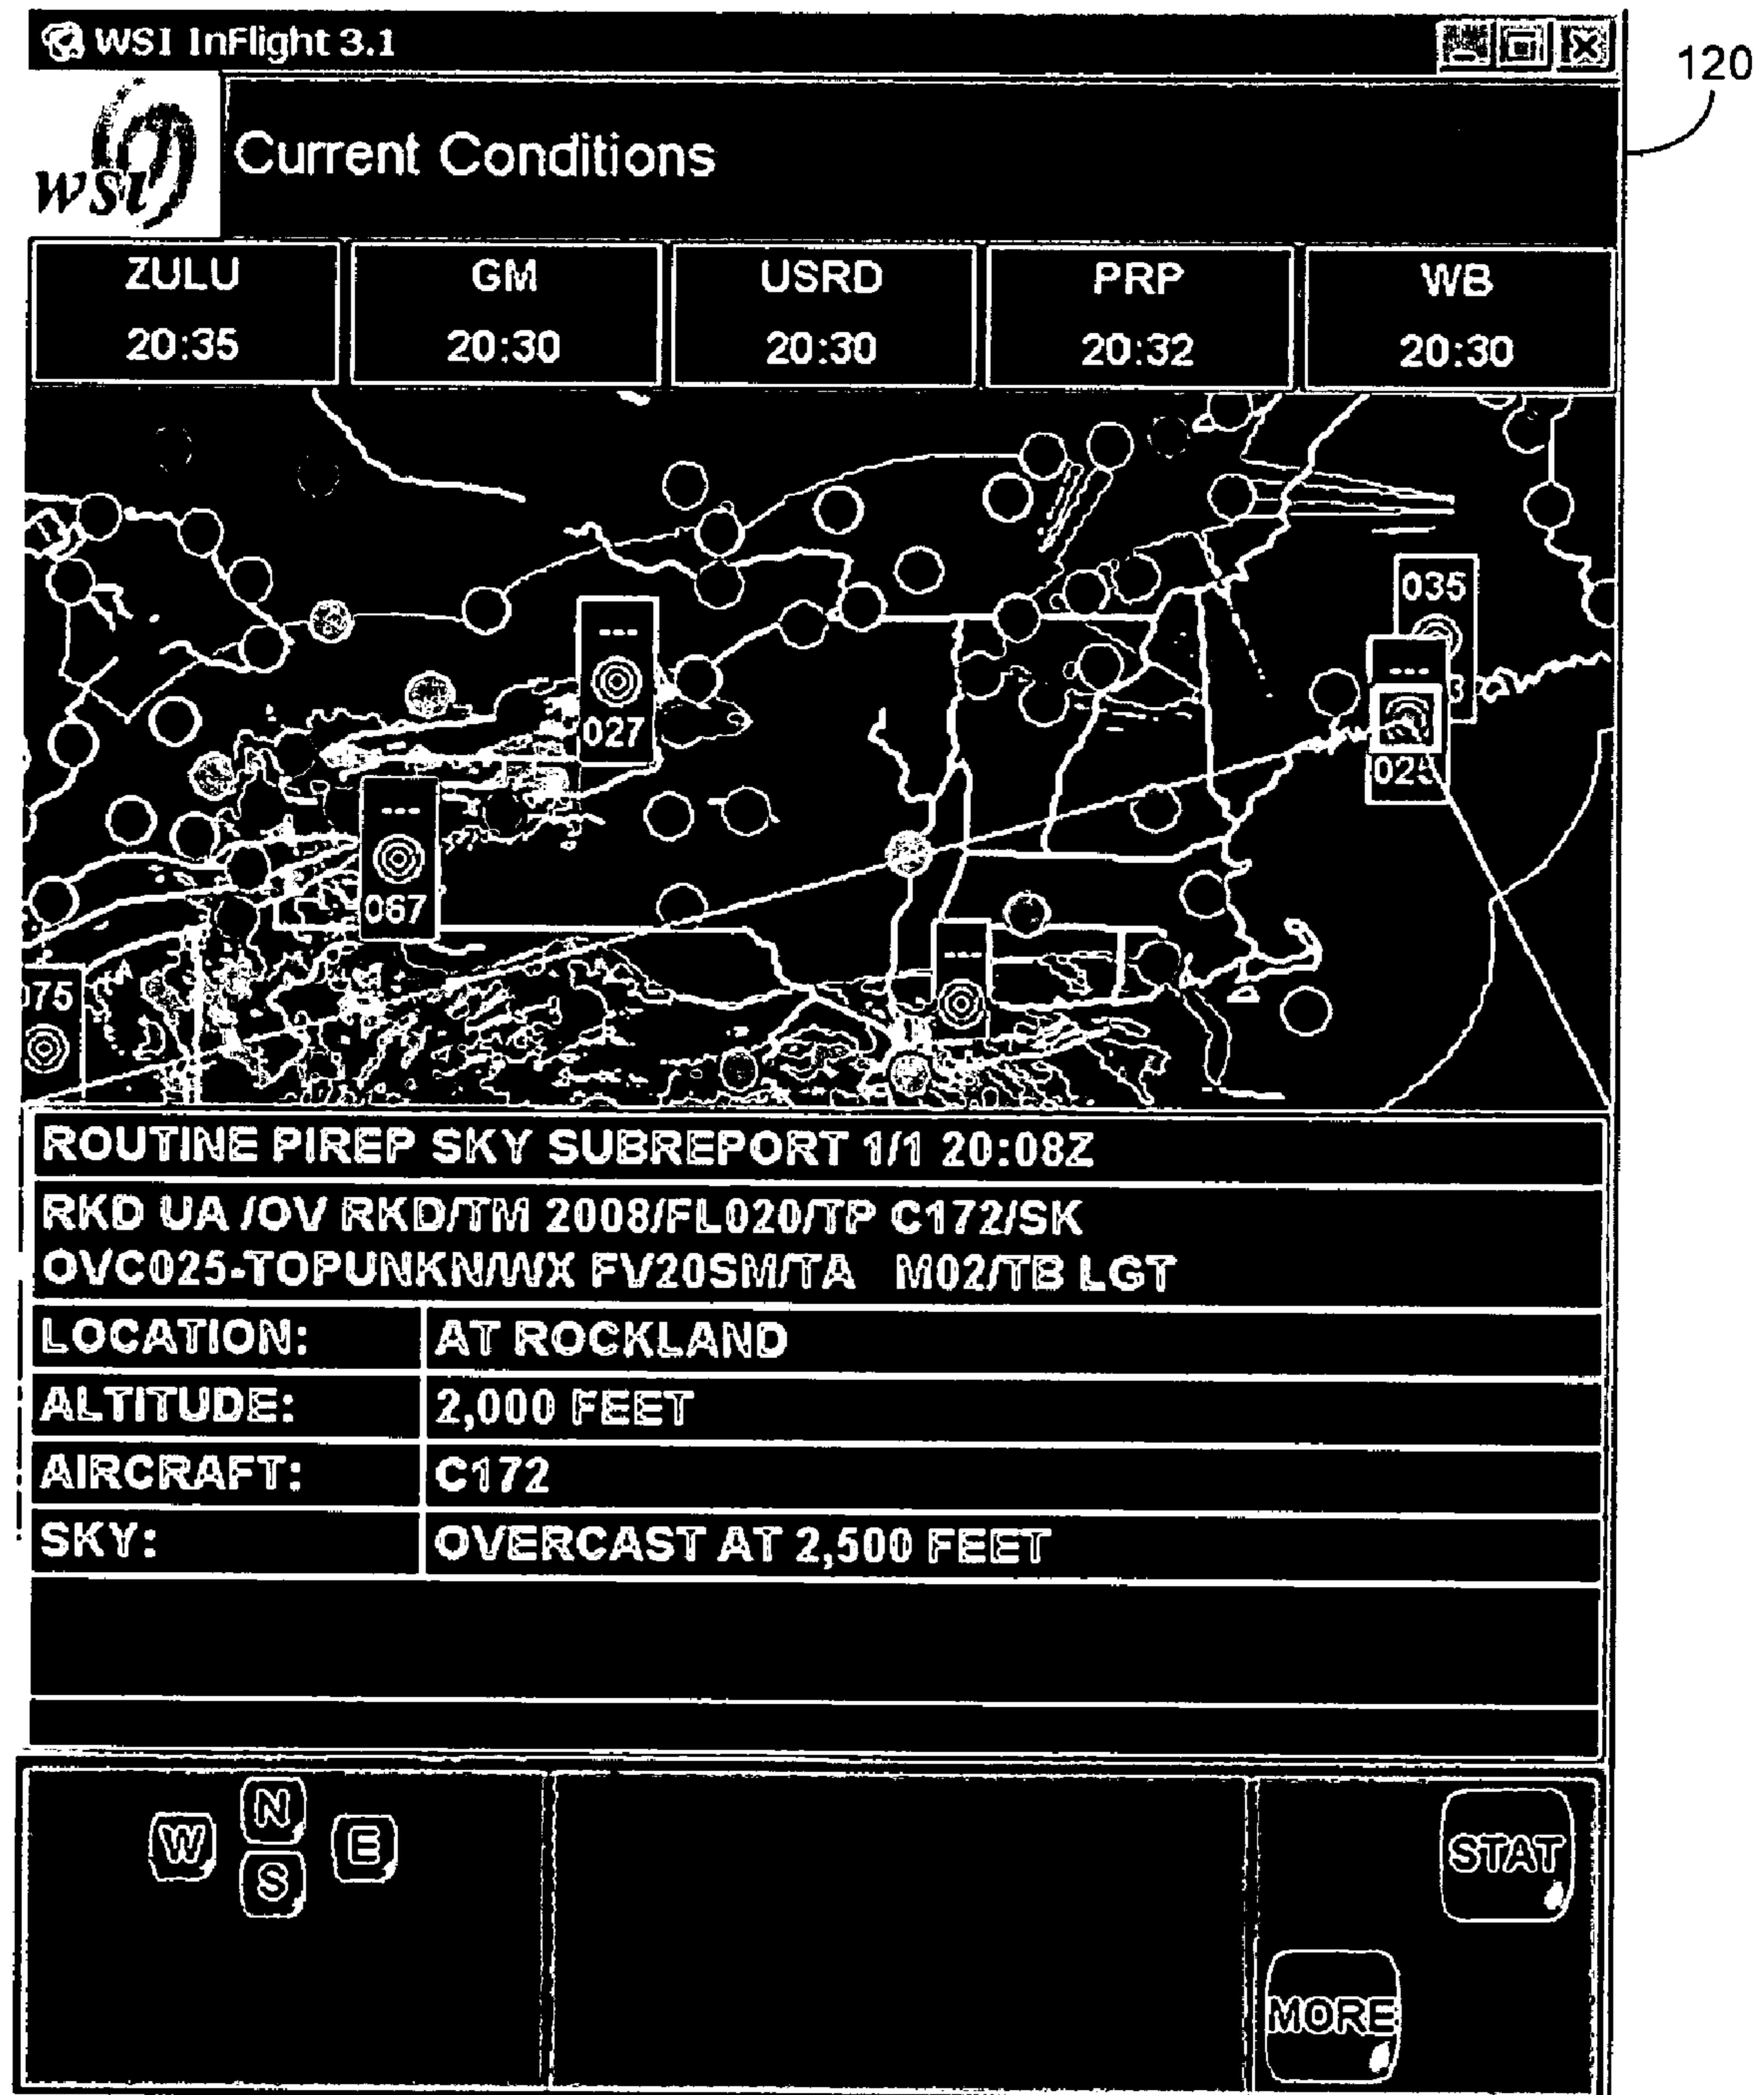 WSI InFlight 3.1
120
wsi
Current Conditions
ZULU GM USRD PRP WB
20:35 20:30 20:30 20:32 20:30
035
---
027
---
3
025
---
067
---
075
ROUTINE PIREP SKY SUBREPORT 1/1 20:08Z
RKD UA /OV RKD/TM 2008/FL020/TP C172/SK
OVC025-TOPUNKN/WX FV20SM/TA M02/TB LGT
LOCATION: AT ROCKLAND
ALTITUDE: 2,000 FEET
AIRCRAFT: C172
SKY: OVERCAST AT 2,500 FEET
N
W E
S
STAT
MORE